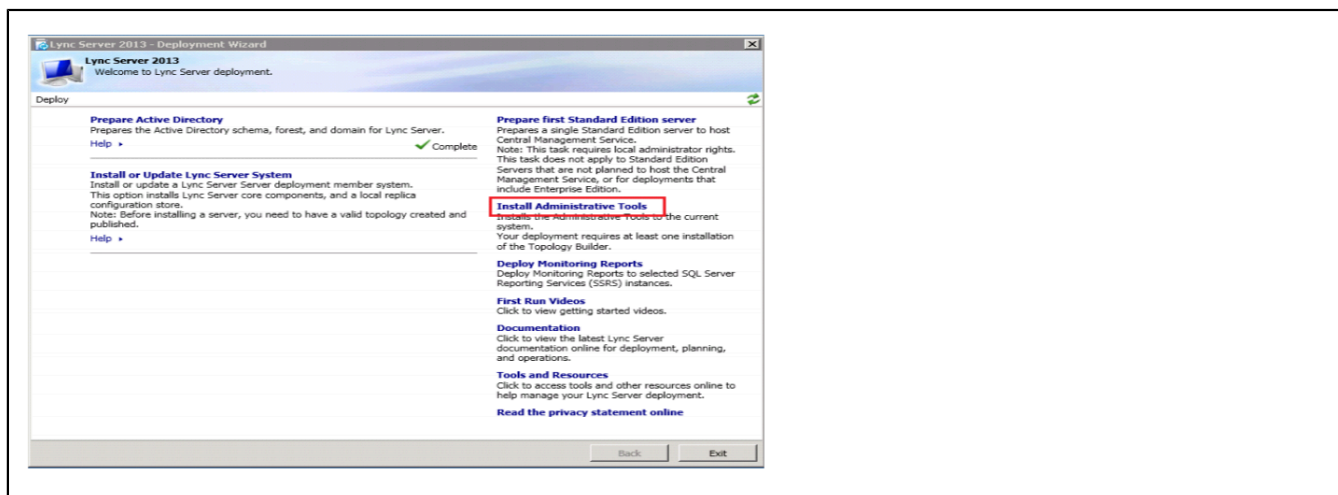 Lync Server 2013 - Deployment Wizard
Lync Server 2013
Welcome to Lync Server deployment.
Deploy
Prepare Active Directory
Prepares the Active Directory schema, forest, and domain for Lync Server.
Help
Complete
Install or Update Lync Server System
Install or update a Lync Server Server deployment member system.
This option installs Lync Server core components, and a local replica
configuration store.
Note: Before installing a server, you need to have a valid topology created and
published.
Help
Prepare first Standard Edition server
Prepares a single Standard Edition server to host
Central Management Service.
Note: This task requires local administrator rights.
This task does not apply to Standard Edition
Servers that are not planned to host the Central
Management Service, or for deployments that
include Enterprise Edition.
Install Administrative Tools
Installs the Administrative Tools to the current
system.
Your deployment requires at least one installation
of the Topology Builder.
Deploy Monitoring Reports
Deploy Monitoring Reports to selected SQL Server
Reporting Services (SSRS) instances.
First Run Videos
Click to view getting started videos.
Documentation
Click to view the latest Lync Server
documentation online for deployment, planning,
and operations.
Tools and Resources
Click to access tools and other resources online to
help manage your Lync Server deployment.
Read the privacy statement online
Back
Exit